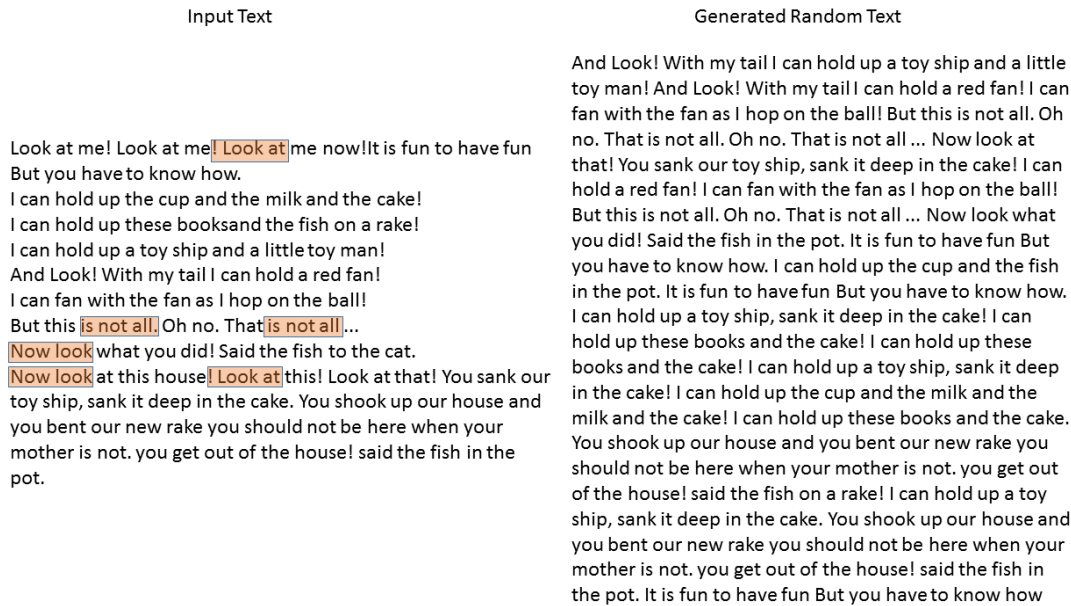 Input Text
Look at me! Look at me! Look at me now!It is fun to have fun
But you have to know how.
I can hold up the cup and the milk and the cake!
I can hold up these booksand the fish on a rake!
I can hold up a toy ship and a little toy man!
And Look! With my tail I can hold a red fan!
I can fan with the fan as I hop on the ball!
But this is not all. Oh no. That is not all ...
Now look what you did! Said the fish to the cat.
Now look at this house! Look at this! Look at that! You sank our
toy ship, sank it deep in the cake. You shook up our house and
you bent our new rake you should not be here when your
mother is not. you get out of the house! said the fish in the
pot.
Generated Random Text
And Look! With my tail I can hold up a toy ship and a little
toy man! And Look! With my tail I can hold a red fan! I can
fan with the fan as I hop on the ball! But this is not all. Oh
no. That is not all. Oh no. That is not all ... Now look at
that! You sank our toy ship, sank it deep in the cake! I can
hold a red fan! I can fan with the fan as I hop on the ball!
But this is not all. Oh no. That is not all ... Now look what
you did! Said the fish in the pot. It is fun to have fun But
you have to know how. I can hold up the cup and the fish
in the pot. It is fun to have fun But you have to know how.
I can hold up a toy ship, sank it deep in the cake! I can
hold up these books and the cake! I can hold up these
books and the cake! I can hold up a toy ship, sank it deep
in the cake! I can hold up the cup and the milk and the
milk and the cake! I can hold up these books and the cake.
You shook up our house and you bent our new rake you
should not be here when your mother is not. you get out
of the house! said the fish on a rake! I can hold up a toy
ship, sank it deep in the cake. You shook up our house and
you bent our new rake you should not be here when your
mother is not. you get out of the house! said the fish in
the pot. It is fun to have fun But you have to know how